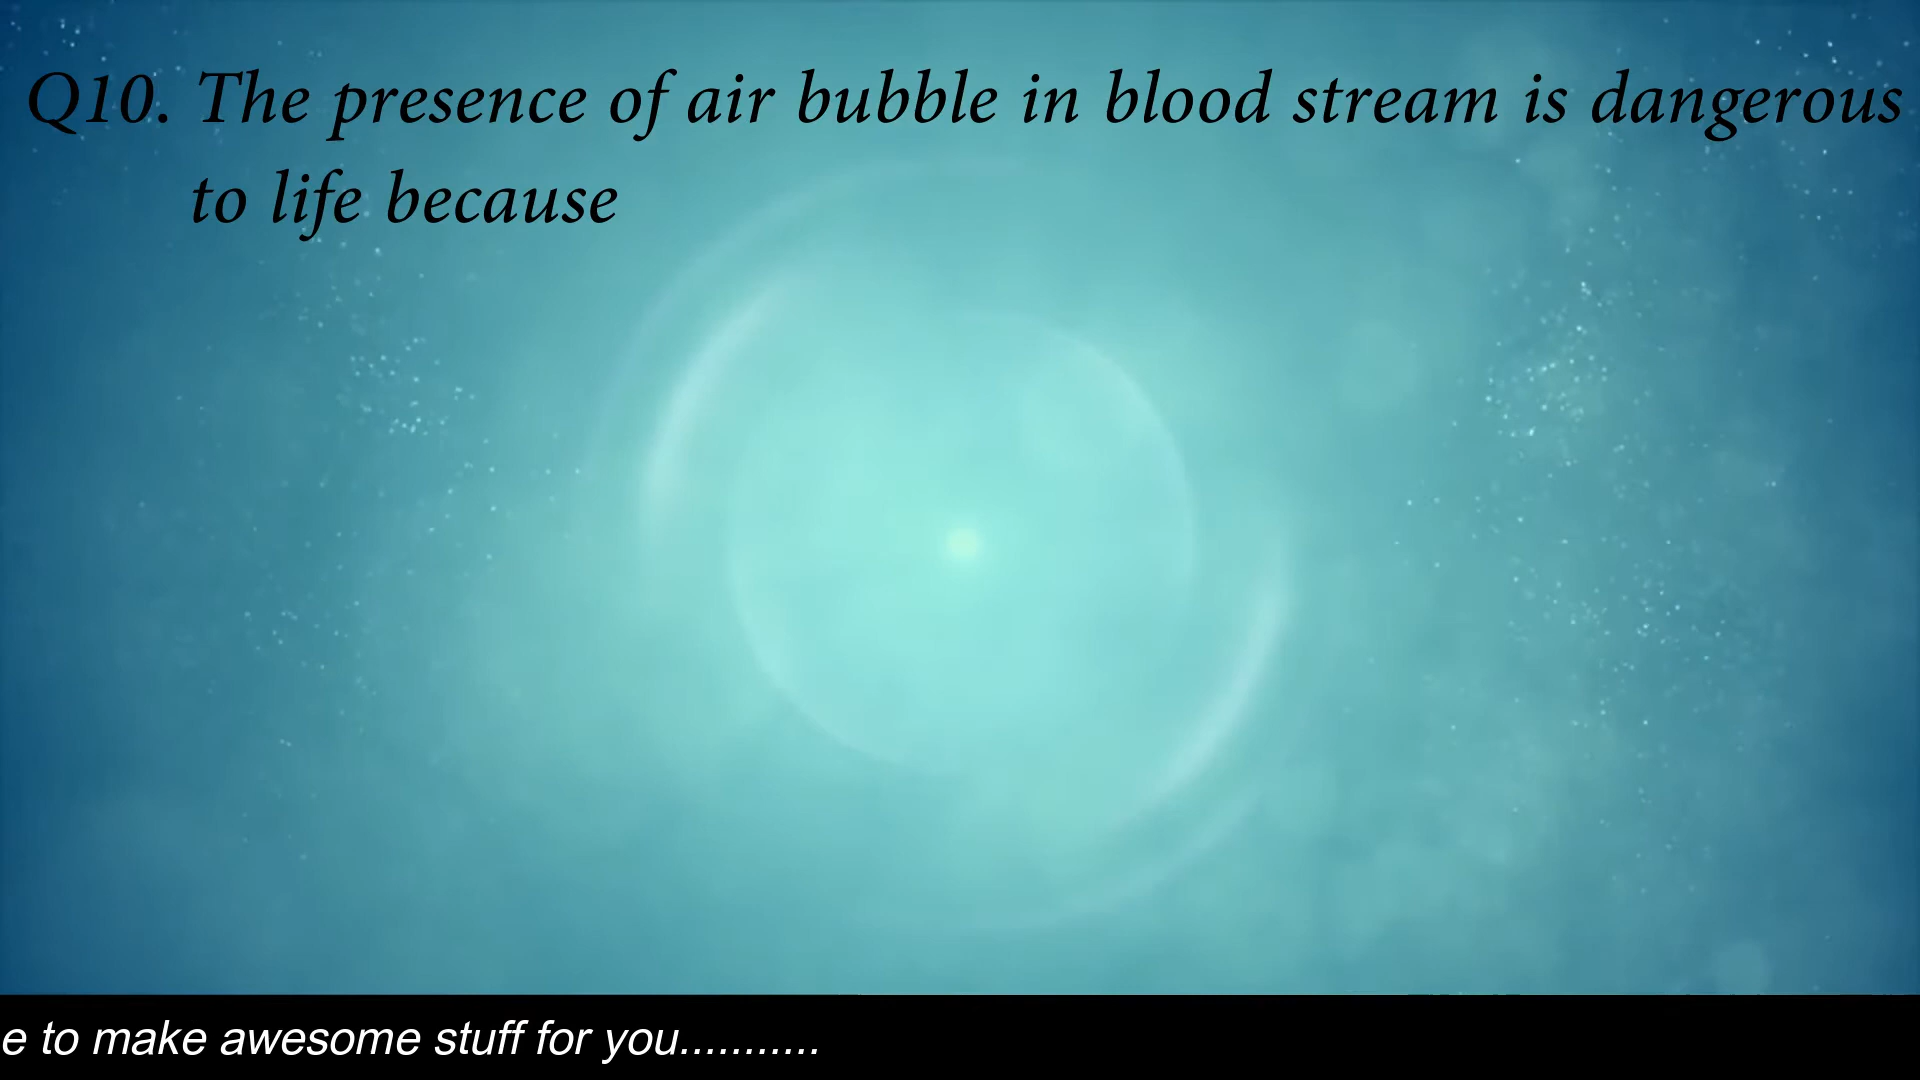 Q10. The presence of air bubble in blood stream is dangerous
to life because
e to make awesome stuff for you...........